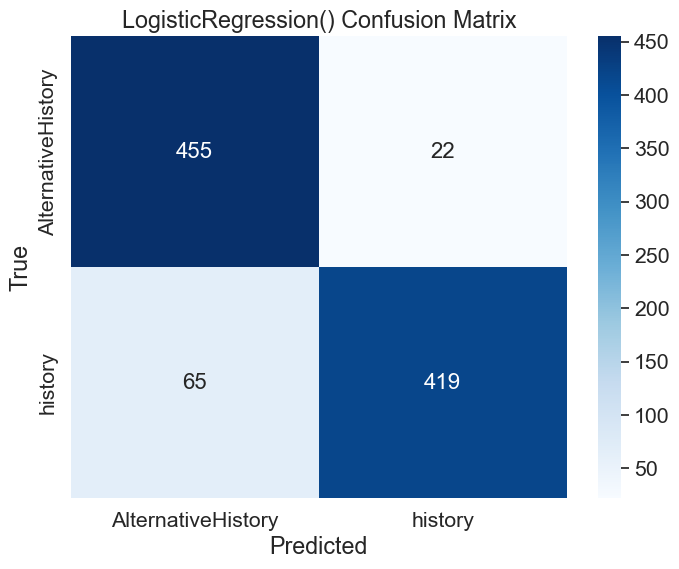 LogisticRegression() Confusion Matrix
True
AlternativeHistory
history
455
22
65
419
AlternativeHistory
history
Predicted
450
400
350
300
250
200
150
100
50